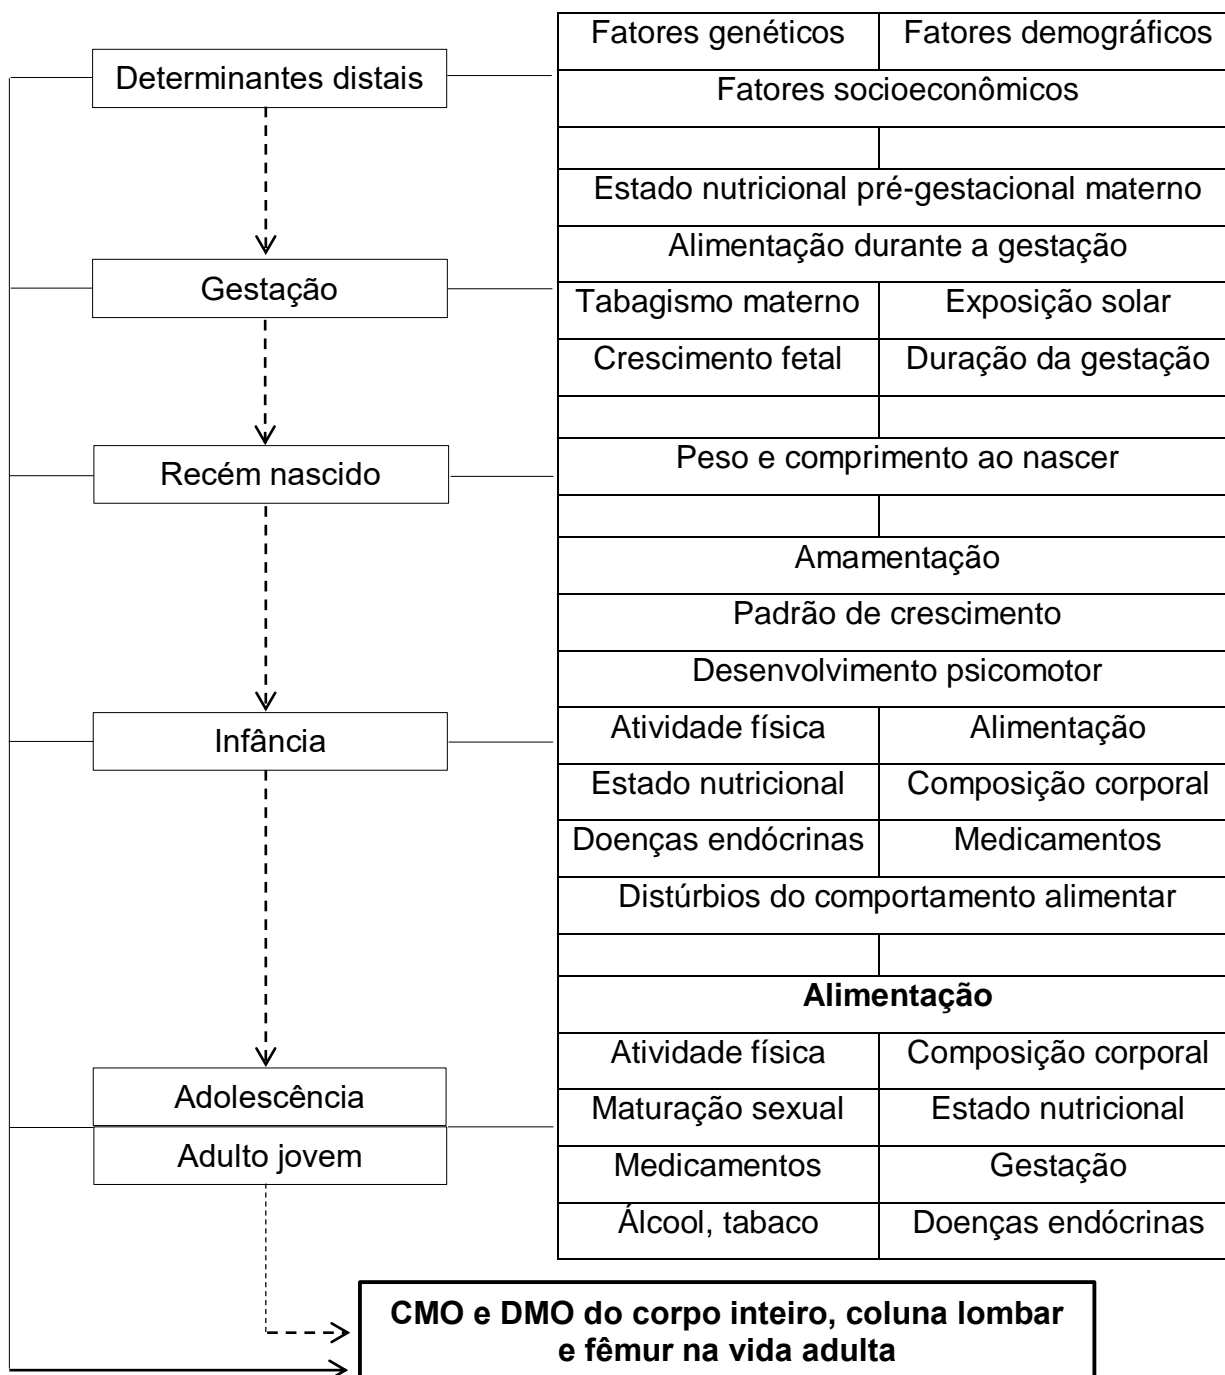 Fatores genéticos
Fatores demográficos
Determinantes distais
Fatores socioeconômicos
Estado nutricional pré-gestacional materno
Alimentação durante a gestação
Gestação
Tabagismo materno
Exposição solar
Crescimento fetal
Duração da gestação
Recém nascido
Peso e comprimento ao nascer
Amamentação
Padrão de crescimento
Desenvolvimento psicomotor
Infância
Atividade física
Alimentação
Estado nutricional
Composição corporal
Doenças endócrinas
Medicamentos
Distúrbios do comportamento alimentar
Alimentação
Adolescência
Atividade física
Composição corporal
Maturação sexual
Estado nutricional
Adulto jovem
Medicamentos
Gestação
Álcool, tabaco
Doenças endócrinas
CMO e DMO do corpo inteiro, coluna lombar
e fêmur na vida adulta